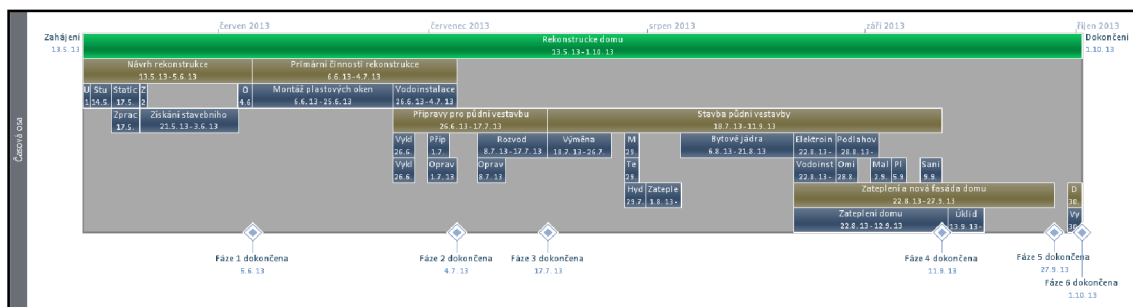 červen 2013
červenec 2013
srpen 2013
září 2013
říjen 2013
Zahájení
13.5.13
Rekonstrukce domu
13.5.13-1.10.13
Dokončení
1.10.13
Návrh rekonstrukce
13.5.13-5.6.13
Primární činnosti rekonstrukce
6.6.13-4.7.13
U
1
Stu
14.5.
Static
17.5.
Z
2
O
4.6
Montáž plastových oken
6.6.13-25.6.13
Vodoinstalace
26.6.13-4.7.13
Zprac
17.5.
Získání stavebního
21.5.13-3.6.13
Přípravy pro půdní vestavbu
26.6.13-17.7.13
Stavba půdní vestavby
18.7.13-11.9.13
Vykl
26.6.
Příp
1.7.
Rozvod
8.7.13-17.7.13
Výměna
18.7.13-26.7.
M
29.
Bytové jádra
6.8.13-21.8.13
Elektroin
22.8.13-
Podlahov
28.8.13-
Vykl
26.6
Oprav
1.7.13
Oprav
8.7.13
Te
29.
Vodoinst
22.8.13-
Omí
28.8.
Mal
2.9.
Pl
5.9
Sani
9.9.
Hyd
29.7.
Zateple
1.8.13-
Zateplení a nová fasáda domu
22.8.13-27.9.13
D
30.
Zateplení domu
22.8.13-12.9.13
Úklid
13.9.13-
Vy
30.
Časová osa
Fáze 1 dokončena
5.6.13
Fáze 2 dokončena
4.7.13
Fáze 3 dokončena
17.7.13
Fáze 4 dokončena
11.9.13
Fáze 5 dokončena
27.9.13
Fáze 6 dokončena
1.10.13